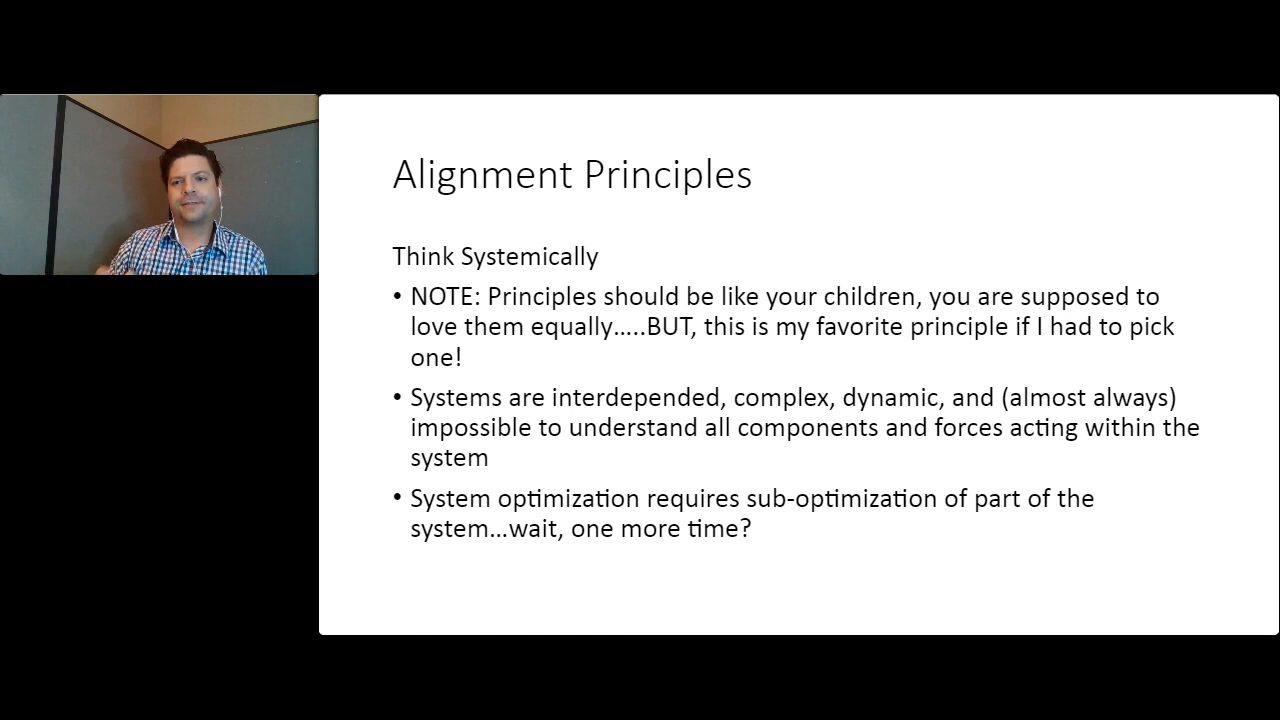 Alignment Principles
Think Systemically
• NOTE: Principles should be like your children, you are supposed to
love them equally…..BUT, this is my favorite principle if I had to pick
one!
• Systems are interdepended, complex, dynamic, and (almost always)
impossible to understand all components and forces acting within the
system
• System optimization requires sub-optimization of part of the
system…wait, one more time?